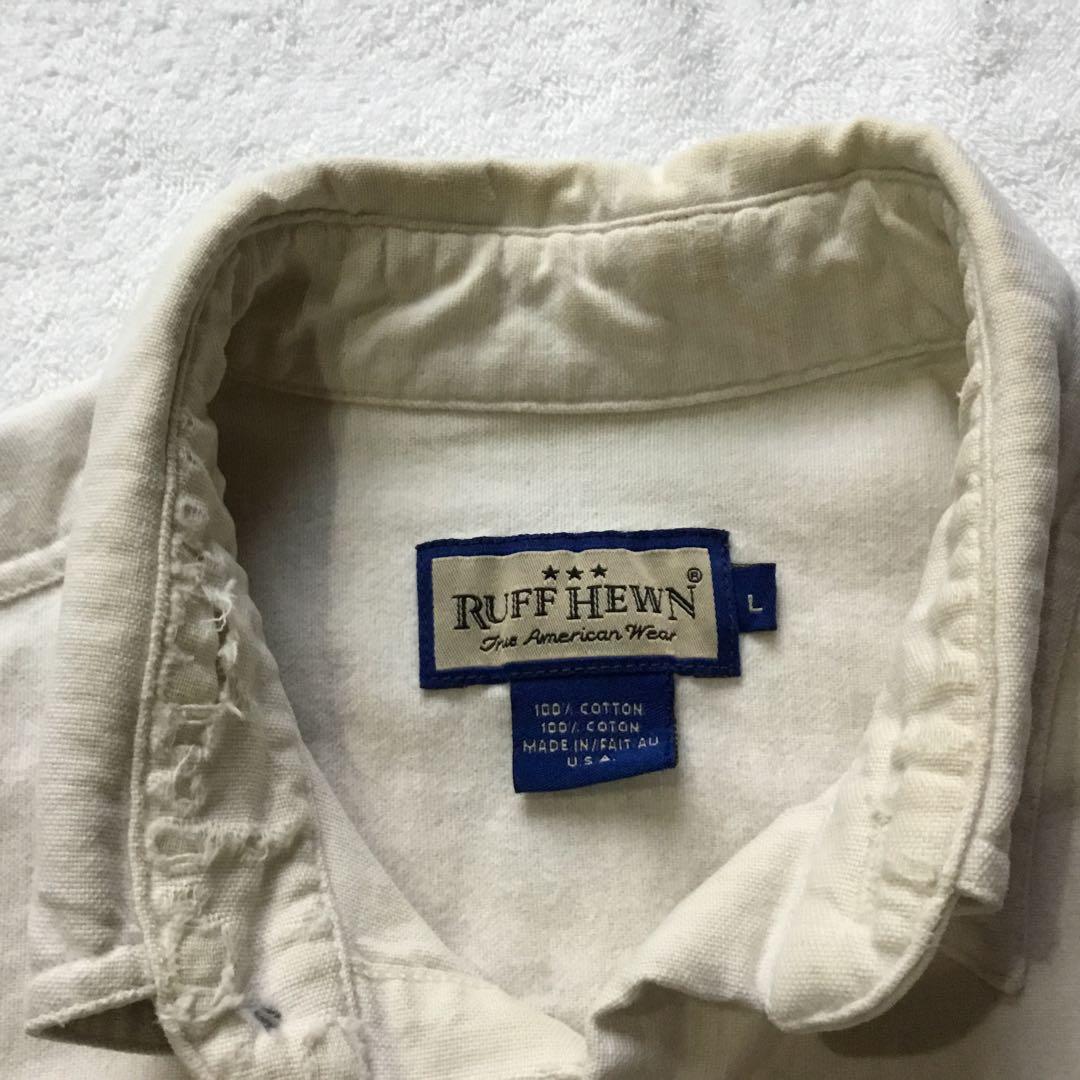 ★★★
RUFF HEWN®
True American Wear
L
100% COTTON
100% COTON
MADE IN/FAIT AU
U.S.A.